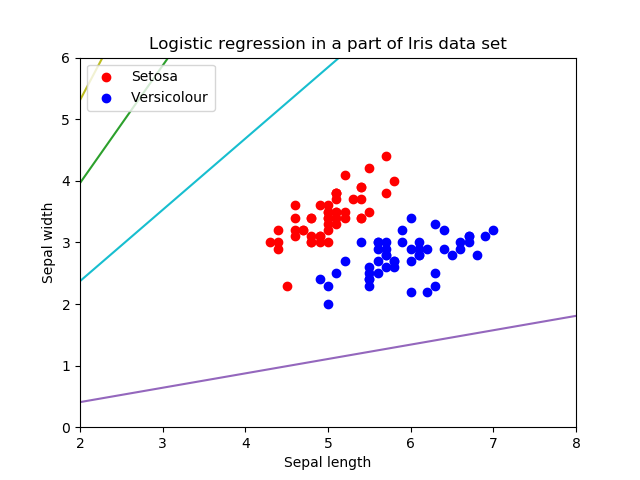 Logistic regression in a part of Iris data set
Setosa
Versicolour
6
5
4
3
2
1
0
Sepal width
2 3 4 5 6 7 8
Sepal length